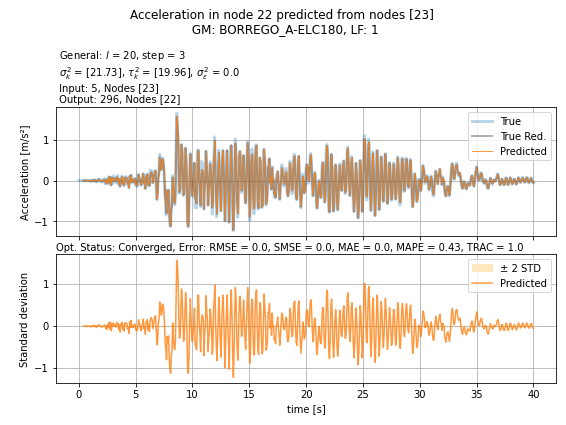 Acceleration in node 22 predicted from nodes [23]
GM: BORREGO_A-ELC180, LF: 1
General: l = 20, step = 3
σ²ₖ = [21.73], τ²ₖ = [19.96], σ²ε = 0.0
Input: 5, Nodes [23]
Output: 296, Nodes [22]
Acceleration [m/s²]
1
0
−1
True
True Red.
Predicted
Opt. Status: Converged, Error: RMSE = 0.0, SMSE = 0.0, MAE = 0.0, MAPE = 0.43, TRAC = 1.0
Standard deviation
1
0
−1
± 2 STD
Predicted
0 5 10 15 20 25 30 35 40
time [s]